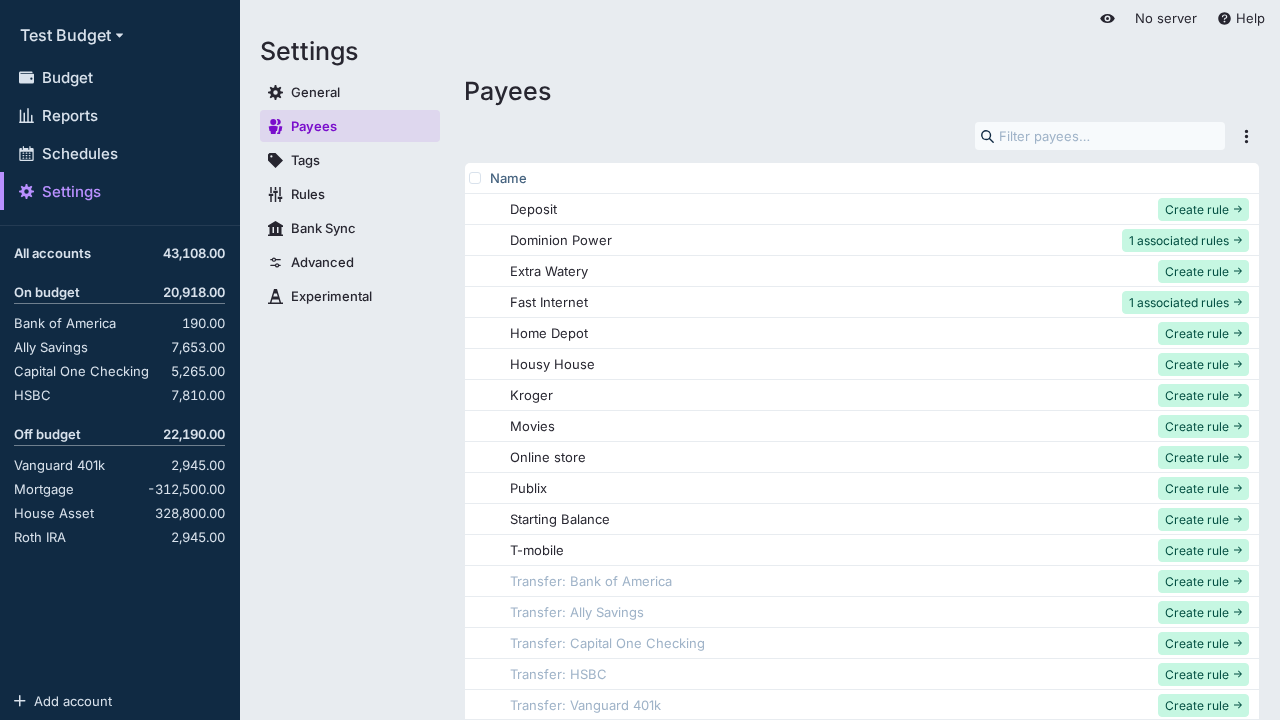 Test Budget
Budget
Reports
Schedules
Settings
All accounts 43,108.00
On budget 20,918.00
Bank of America 190.00
Ally Savings 7,653.00
Capital One Checking 5,265.00
HSBC 7,810.00
Off budget 22,190.00
Vanguard 401k 2,945.00
Mortgage -312,500.00
House Asset 328,800.00
Roth IRA 2,945.00
Add account
No server Help
Settings
General
Payees
Tags
Rules
Bank Sync
Advanced
Experimental
Payees
Filter payees...
Name
Deposit Create rule
Dominion Power 1 associated rules
Extra Watery Create rule
Fast Internet 1 associated rules
Home Depot Create rule
Housy House Create rule
Kroger Create rule
Movies Create rule
Online store Create rule
Publix Create rule
Starting Balance Create rule
T-mobile Create rule
Transfer: Bank of America Create rule
Transfer: Ally Savings Create rule
Transfer: Capital One Checking Create rule
Transfer: HSBC Create rule
Transfer: Vanguard 401k Create rule